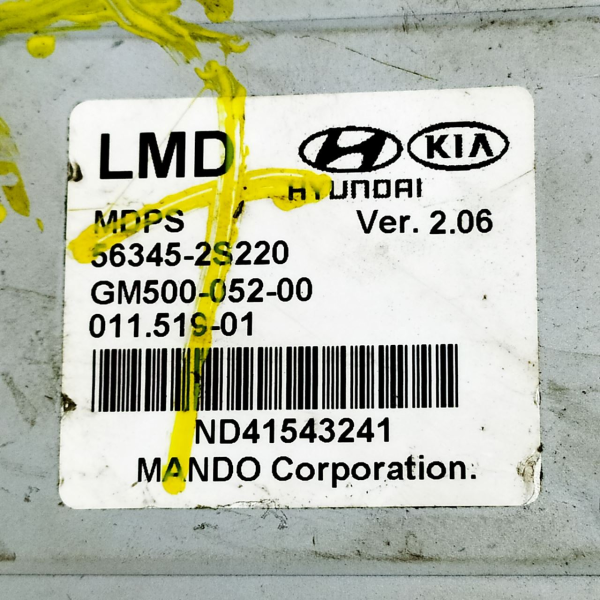 LMD KIA
HYUNDAI
MDPS Ver. 2.06
56345-2S220
GM500-052-00
011.519-01
ND41543241
MANDO Corporation.